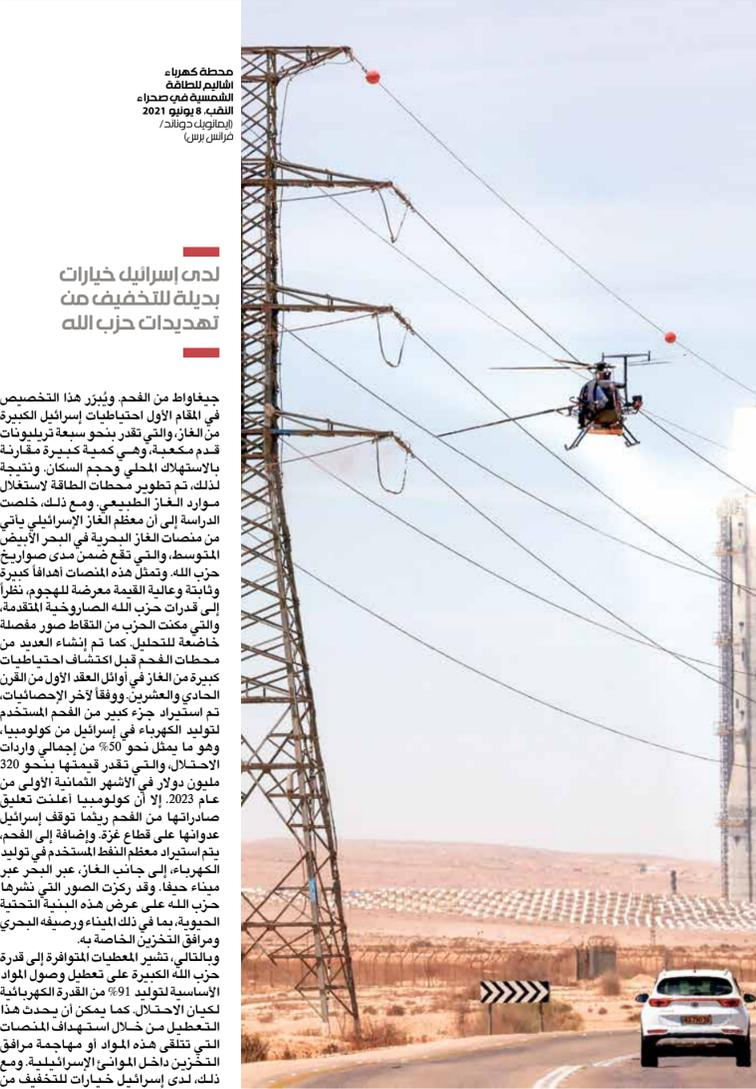 محطة كهرباء
اشاليم للطاقة
الشمسية في صحراء
النقب، 8 يونيو 2021
(إيمانويل دوناند/
فرانس برس)
لدى إسرائيل خيارات
بديلة للتخفيف من
تهديدات حزب الله
جيغاواط من الفحم. ويُبرّر هذا التخصيص
في المقام الأول احتياطيات إسرائيل الكبيرة
من الغاز، والتي تقدر بنحو سبعة تريليونات
قدم مكعبة، وهي كمية كبيرة مقارنة
بالاستهلاك المحلي وحجم السكان. ونتيجة
لذلك، تم تطوير محطات الطاقة لاستغلال
موارد الغاز الطبيعي. ومع ذلك، خلصت
الدراسة إلى أن معظم الغاز الإسرائيلي يأتي
من منصات الغاز البحرية في البحر الأبيض
المتوسط، والتي تقع ضمن مدى صواريخ
حزب الله. وتمثل هذه المنصات أهدافاً كبيرة
وثابتة وعالية القيمة معرضة للهجوم، نظراً
إلى قدرات حزب الله الصاروخية المتقدمة،
والتي مكنت الحزب من التقاط صور مفصلة
خاضعة للتحليل. كما تم إنشاء العديد من
محطات الفحم قبل اكتشاف احتياطيات
كبيرة من الغاز في أوائل العقد الأول من القرن
الحادي والعشرين. ووفقاً لآخر الإحصائيات،
تم استيراد جزء كبير من الفحم المستخدم
لتوليد الكهرباء في إسرائيل من كولومبيا،
وهو ما يمثل نحو 50% من إجمالي واردات
الاحتلال، والتي تقدر قيمتها بنحو 320
مليون دولار في الأشهر الثمانية الأولى من
عام 2023. إلا أن كولومبيا أعلنت تعليق
صادراتها من الفحم ريثما توقف إسرائيل
عدوانها على قطاع غزة. وإضافة إلى الفحم،
يتم استيراد معظم النفط المستخدم في توليد
الكهرباء، إلى جانب الغاز، عبر البحر عبر
ميناء حيفا. وقد ركزت الصور التي نشرها
حزب الله على عرض هذه البنية التحتية
الحيوية، بما في ذلك الميناء ورصيفه البحري
ومرافق التخزين الخاصة به.
وبالتالي، تشير المعطيات المتوافرة إلى قدرة
حزب الله الكبيرة على تعطيل وصول المواد
الأساسية لتوليد 91% من القدرة الكهربائية
لكيان الاحتلال. كما يمكن أن يحدث هذا
التعطيل من خلال استهداف المنصات
التي تتلقى هذه المواد أو مهاجمة مرافق
التخزين داخل الموانئ الإسرائيلية. ومع
ذلك، لدى إسرائيل خيارات للتخفيف من